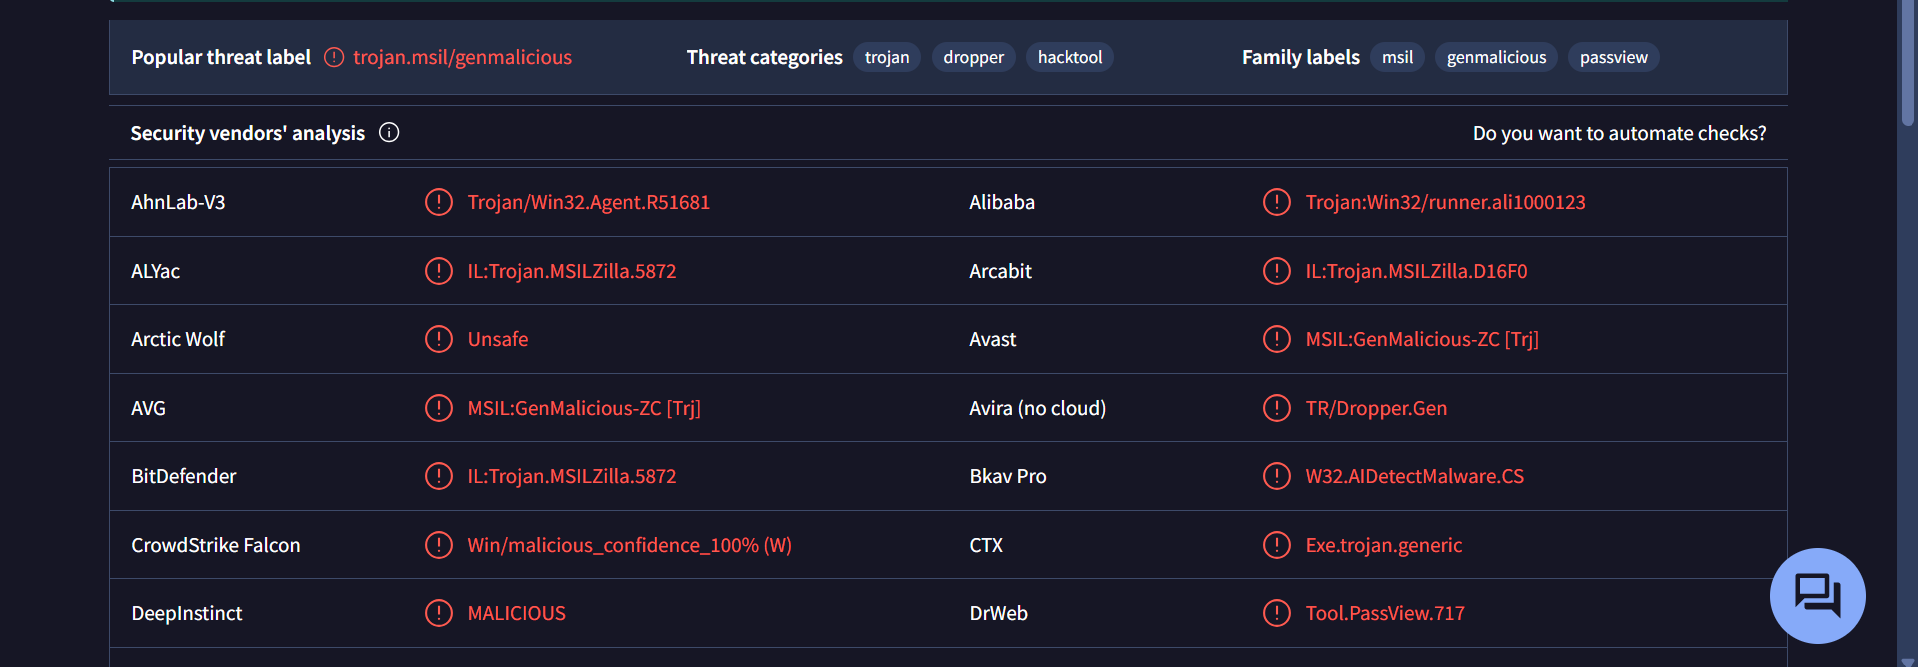 Popular threat label trojan.msil/genmalicious Threat categories trojan dropper hacktool Family labels msil genmalicious passview
Security vendors' analysis Do you want to automate checks?
AhnLab-V3 Trojan/Win32.Agent.R51681 Alibaba Trojan:Win32/runner.ali1000123
ALYac IL:Trojan.MSILZilla.5872 Arcabit IL:Trojan.MSILZilla.D16F0
Arctic Wolf Unsafe Avast MSIL:GenMalicious-ZC [Trj]
AVG MSIL:GenMalicious-ZC [Trj] Avira (no cloud) TR/Dropper.Gen
BitDefender IL:Trojan.MSILZilla.5872 Bkav Pro W32.AIDetectMalware.CS
CrowdStrike Falcon Win/malicious_confidence_100% (W) CTX Exe.trojan.generic
DeepInstinct MALICIOUS DrWeb Tool.PassView.717